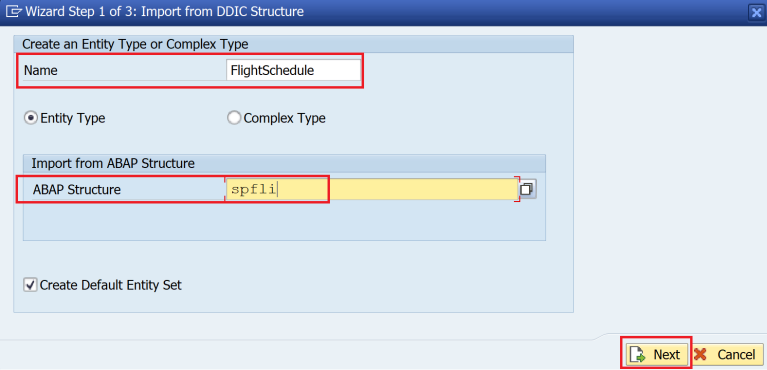 Wizard Step 1 of 3: Import from DDIC Structure
Create an Entity Type or Complex Type
Name FlightSchedule
Entity Type Complex Type
Import from ABAP Structure
ABAP Structure spfli
Create Default Entity Set
Next Cancel